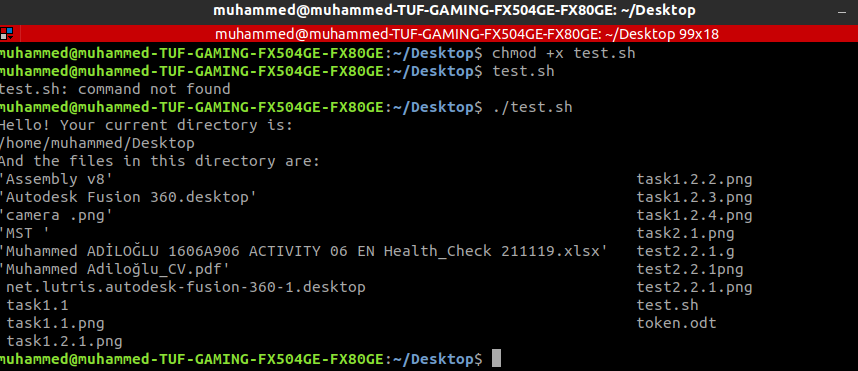 muhammed@muhammed-TUF-GAMING-FX504GE-FX80GE: ~/Desktop
muhammed@muhammed-TUF-GAMING-FX504GE-FX80GE: ~/Desktop 99x18
muhammed@muhammed-TUF-GAMING-FX504GE-FX80GE:~/Desktop$ chmod +x test.sh
muhammed@muhammed-TUF-GAMING-FX504GE-FX80GE:~/Desktop$ test.sh
test.sh: command not found
muhammed@muhammed-TUF-GAMING-FX504GE-FX80GE:~/Desktop$ ./test.sh
Hello! Your current directory is:
/home/muhammed/Desktop
And the files in this directory are:
'Assembly v8' task1.2.2.png
'Autodesk Fusion 360.desktop' task1.2.3.png
'camera .png' task1.2.4.png
'MST ' task2.1.png
'Muhammed ADİLOĞLU 1606A906 ACTIVITY 06 EN Health_Check 211119.xlsx' test2.2.1.g
'Muhammed Adiloğlu_CV.pdf' test2.2.1png
net.lutris.autodesk-fusion-360-1.desktop test2.2.1.png
task1.1 test.sh
task1.1.png token.odt
task1.2.1.png
muhammed@muhammed-TUF-GAMING-FX504GE-FX80GE:~/Desktop$